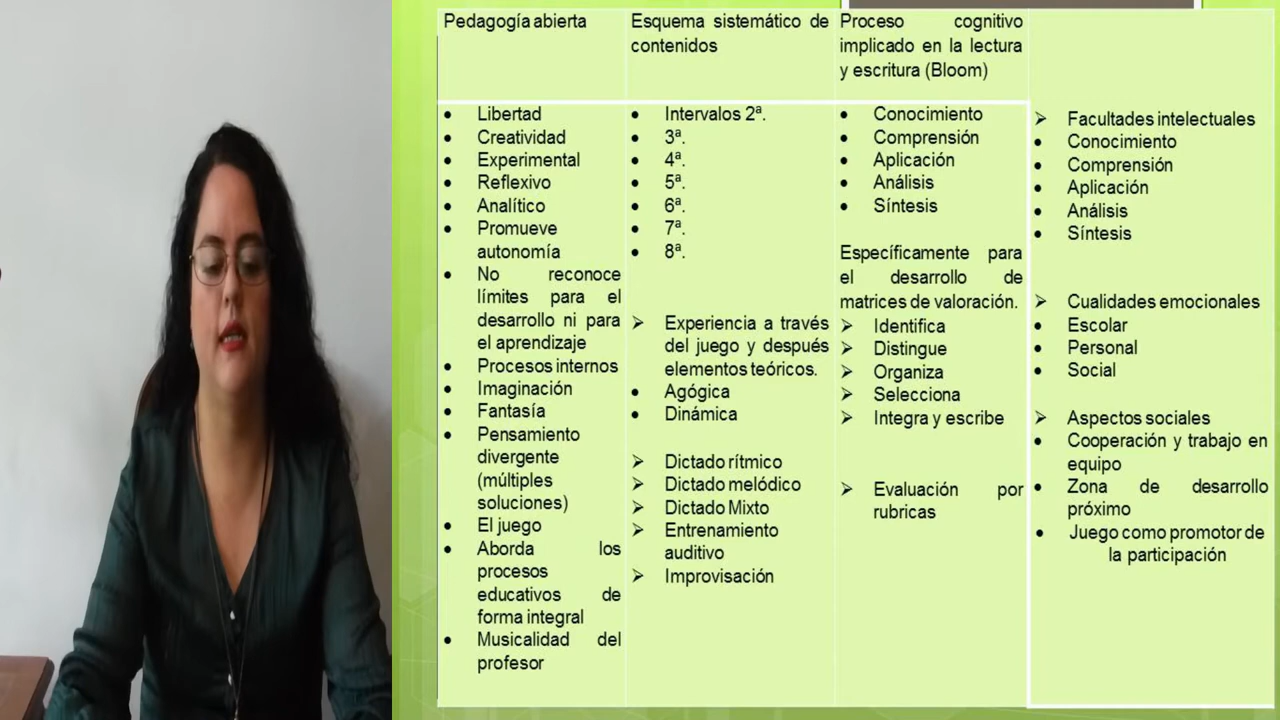 Pedagogía abierta
Esquema sistemático de
contenidos
Proceso cognitivo
implicado en la lectura
y escritura (Bloom)
• Libertad
• Creatividad
• Experimental
• Reflexivo
• Analítico
• Promueve
autonomía
• No reconoce
límites para el
desarrollo ni para
el aprendizaje
• Procesos internos
• Imaginación
• Fantasía
• Pensamiento
divergente
(múltiples
soluciones)
• El juego
• Aborda los
procesos
educativos de
forma integral
• Musicalidad del
profesor
• Intervalos 2ª.
• 3ª.
• 4ª.
• 5ª.
• 6ª.
• 7ª.
• 8ª.
➢ Experiencia a través
del juego y después
elementos teóricos.
• Agógica
• Dinámica
➢ Dictado rítmico
➢ Dictado melódico
➢ Dictado Mixto
➢ Entrenamiento
auditivo
➢ Improvisación
• Conocimiento
• Comprensión
• Aplicación
• Análisis
• Síntesis
Específicamente para
el desarrollo de
matrices de valoración.
➢ Identifica
➢ Distingue
➢ Organiza
➢ Selecciona
➢ Integra y escribe
➢ Evaluación por
rubricas
➢ Facultades intelectuales
• Conocimiento
• Comprensión
• Aplicación
• Análisis
• Síntesis
➢ Cualidades emocionales
• Escolar
• Personal
• Social
➢ Aspectos sociales
• Cooperación y trabajo en
equipo
• Zona de desarrollo
próximo
• Juego como promotor de
la participación